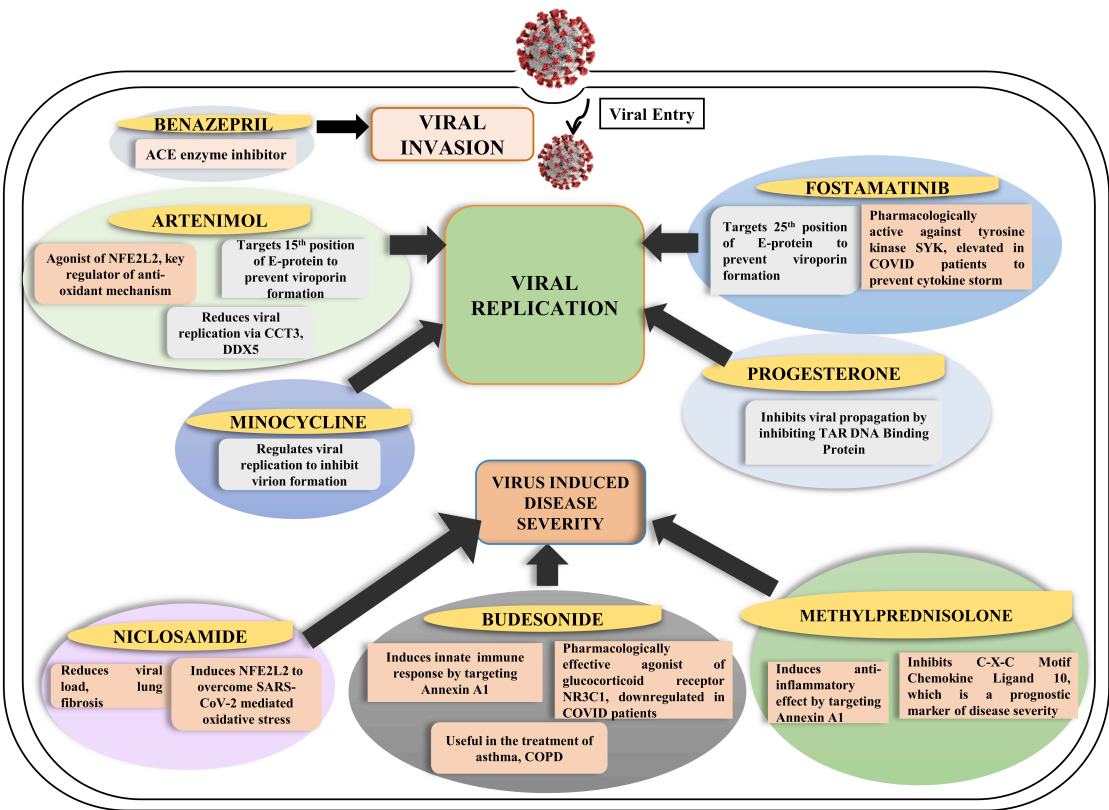 Viral Entry
BENAZEPRIL
ACE enzyme inhibitor
VIRAL
INVASION
ARTENIMOL
Agonist of NFE2L2, key
regulator of anti-
oxidant mechanism
Targets 15th position
of E-protein to
prevent viroporin
formation
Reduces viral
replication via CCT3,
DDX5
VIRAL
REPLICATION
FOSTAMATINIB
Targets 25th position
of E-protein to
prevent viroporin
formation
Pharmacologically
active against tyrosine
kinase SYK, elevated in
COVID patients to
prevent cytokine storm
MINOCYCLINE
Regulates viral
replication to inhibit
virion formation
PROGESTERONE
Inhibits viral propagation by
inhibiting TAR DNA Binding
Protein
VIRUS INDUCED
DISEASE
SEVERITY
NICLOSAMIDE
Reduces viral
load, lung
fibrosis
Induces NFE2L2 to
overcome SARS-
CoV-2 mediated
oxidative stress
BUDESONIDE
Induces innate immune
response by targeting
Annexin A1
Pharmacologically
effective agonist of
glucocorticoid receptor
NR3C1, downregulated in
COVID patients
Useful in the treatment of
asthma, COPD
METHYLPREDNISOLONE
Induces anti-
inflammatory
effect by targeting
Annexin A1
Inhibits C-X-C Motif
Chemokine Ligand 10,
which is a prognostic
marker of disease severity